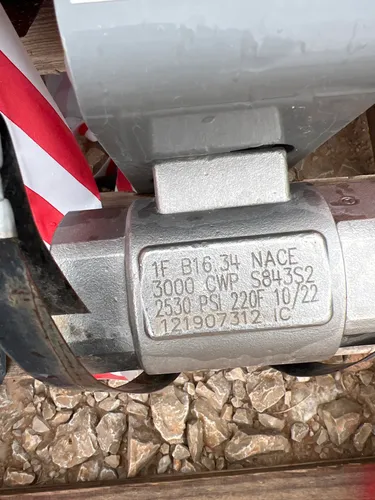 1F B16.34 NACE
3000 CWP S843S2
2530 PSI 220F 10/22
121907312 IC